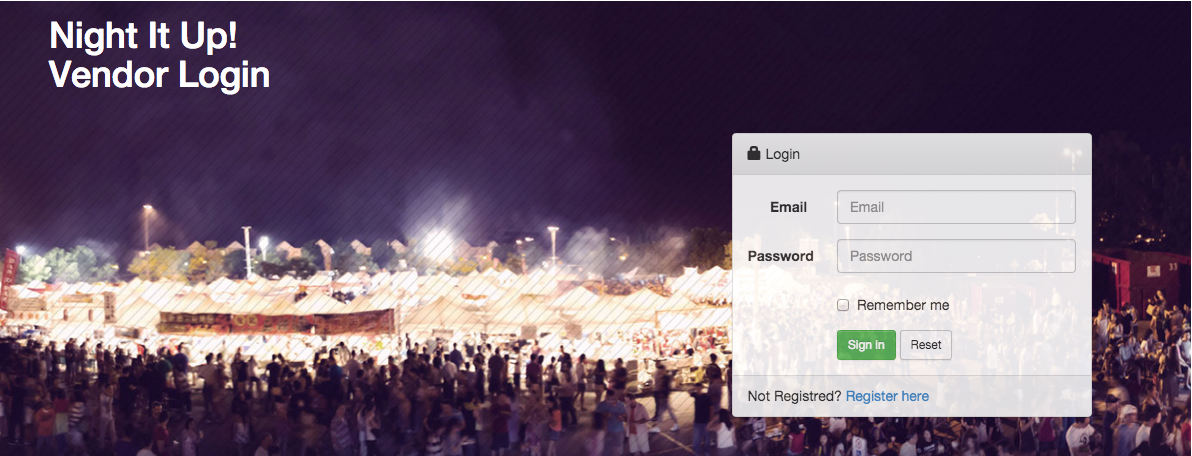 Night It Up!
Vendor Login
Login
Email Email
Password Password
Remember me
Sign in Reset
Not Registred? Register here